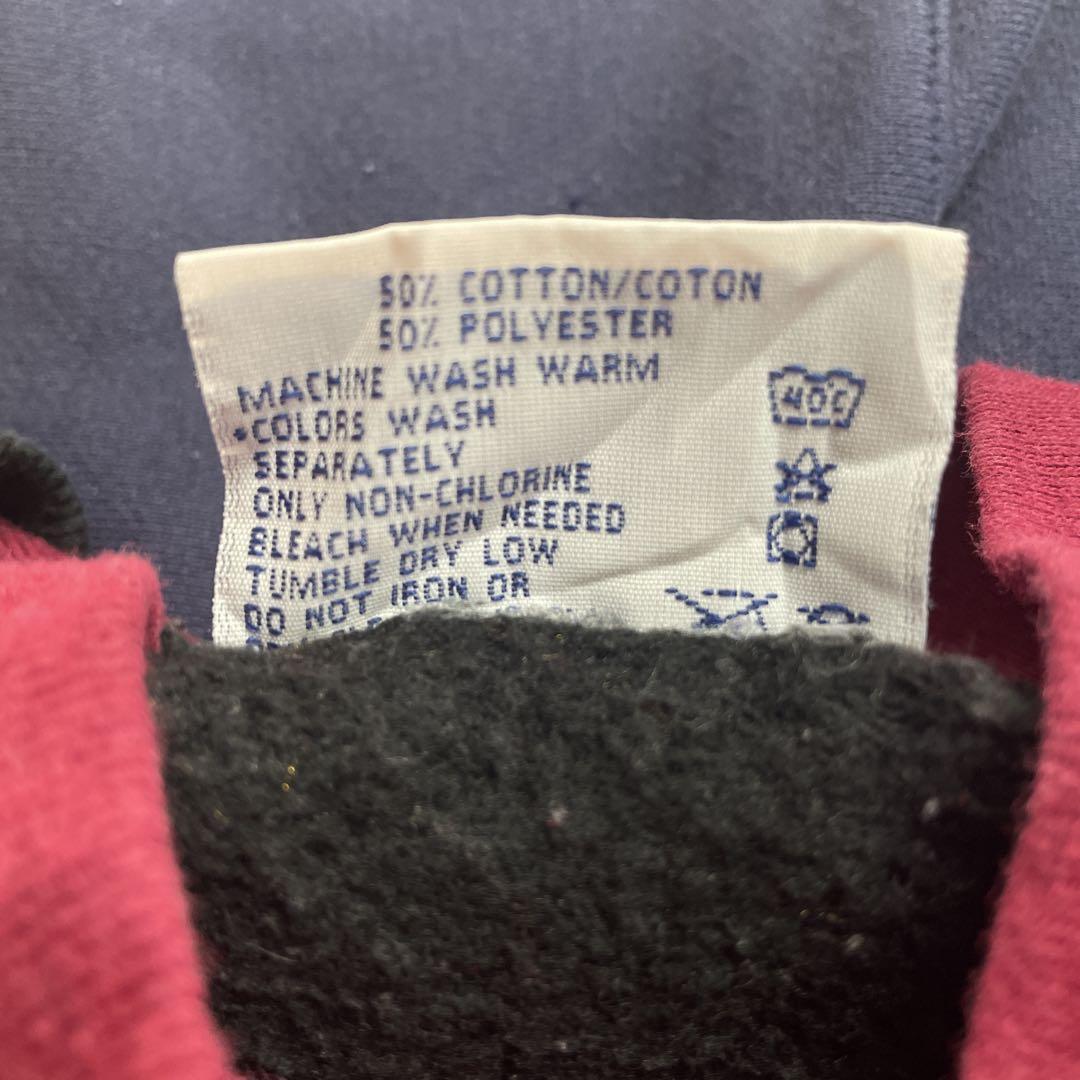 50% COTTON/COTON
50% POLYESTER
MACHINE WASH WARM
•COLORS WASH
SEPARATELY
ONLY NON-CHLORINE
BLEACH WHEN NEEDED
TUMBLE DRY LOW
DO NOT IRON OR
40C